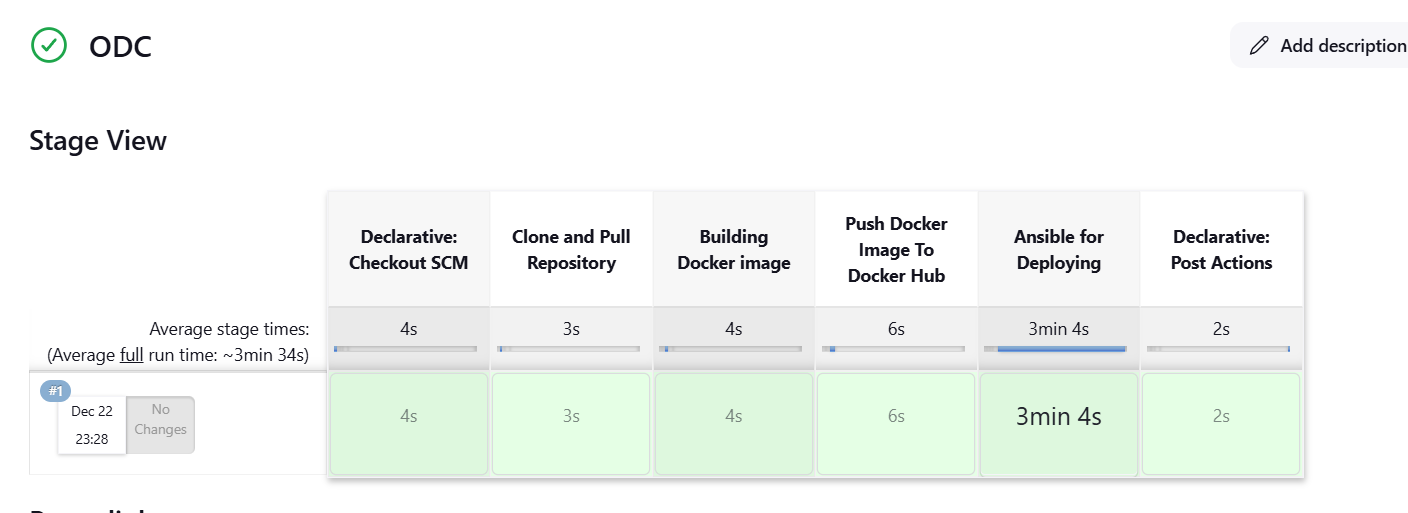 ODC
Add description
Stage View
Declarative:
Checkout SCM
Clone and Pull
Repository
Building
Docker image
Push Docker
Image To
Docker Hub
Ansible for
Deploying
Declarative:
Post Actions
Average stage times:
(Average full run time: ~3min 34s)
4s
3s
4s
6s
3min 4s
2s
#1
Dec 22
23:28
No
Changes
4s
3s
4s
6s
3min 4s
2s